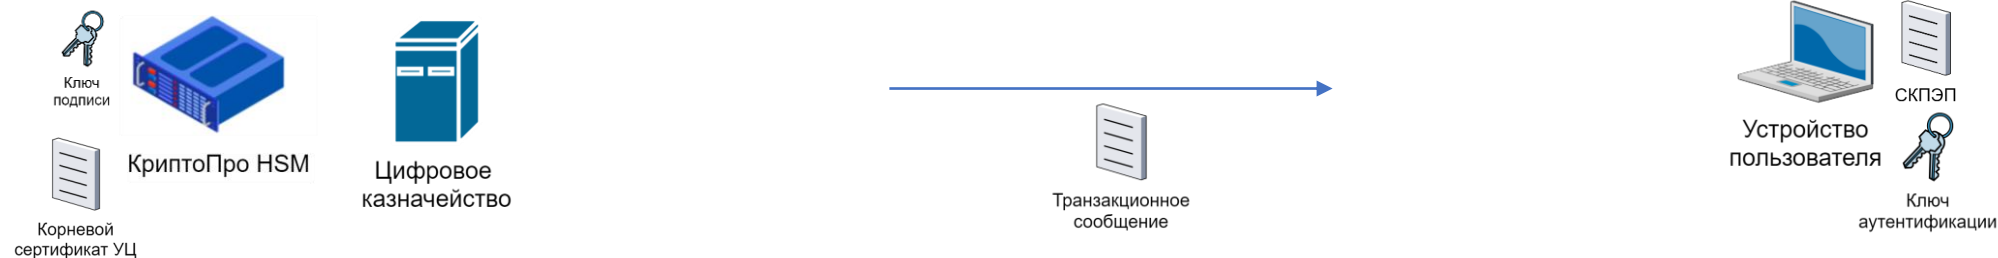 Ключ
подписи
КриптоПро HSM
Корневой
сертификат УЦ
Цифровое
казначейство
Транзакционное
сообщение
Устройство
пользователя
СКПЭП
Ключ
аутентификации